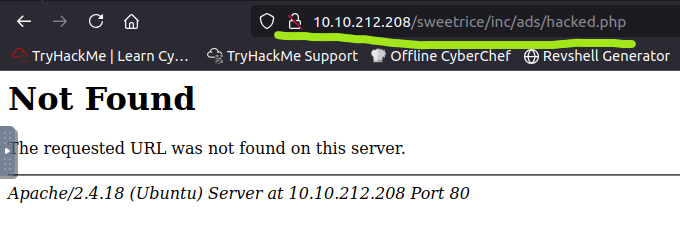 10.10.212.208/sweetrice/inc/ads/hacked.php
TryHackMe | Learn Cy… TryHackMe Support Offline CyberChef Revshell Generator
Not Found
The requested URL was not found on this server.
Apache/2.4.18 (Ubuntu) Server at 10.10.212.208 Port 80